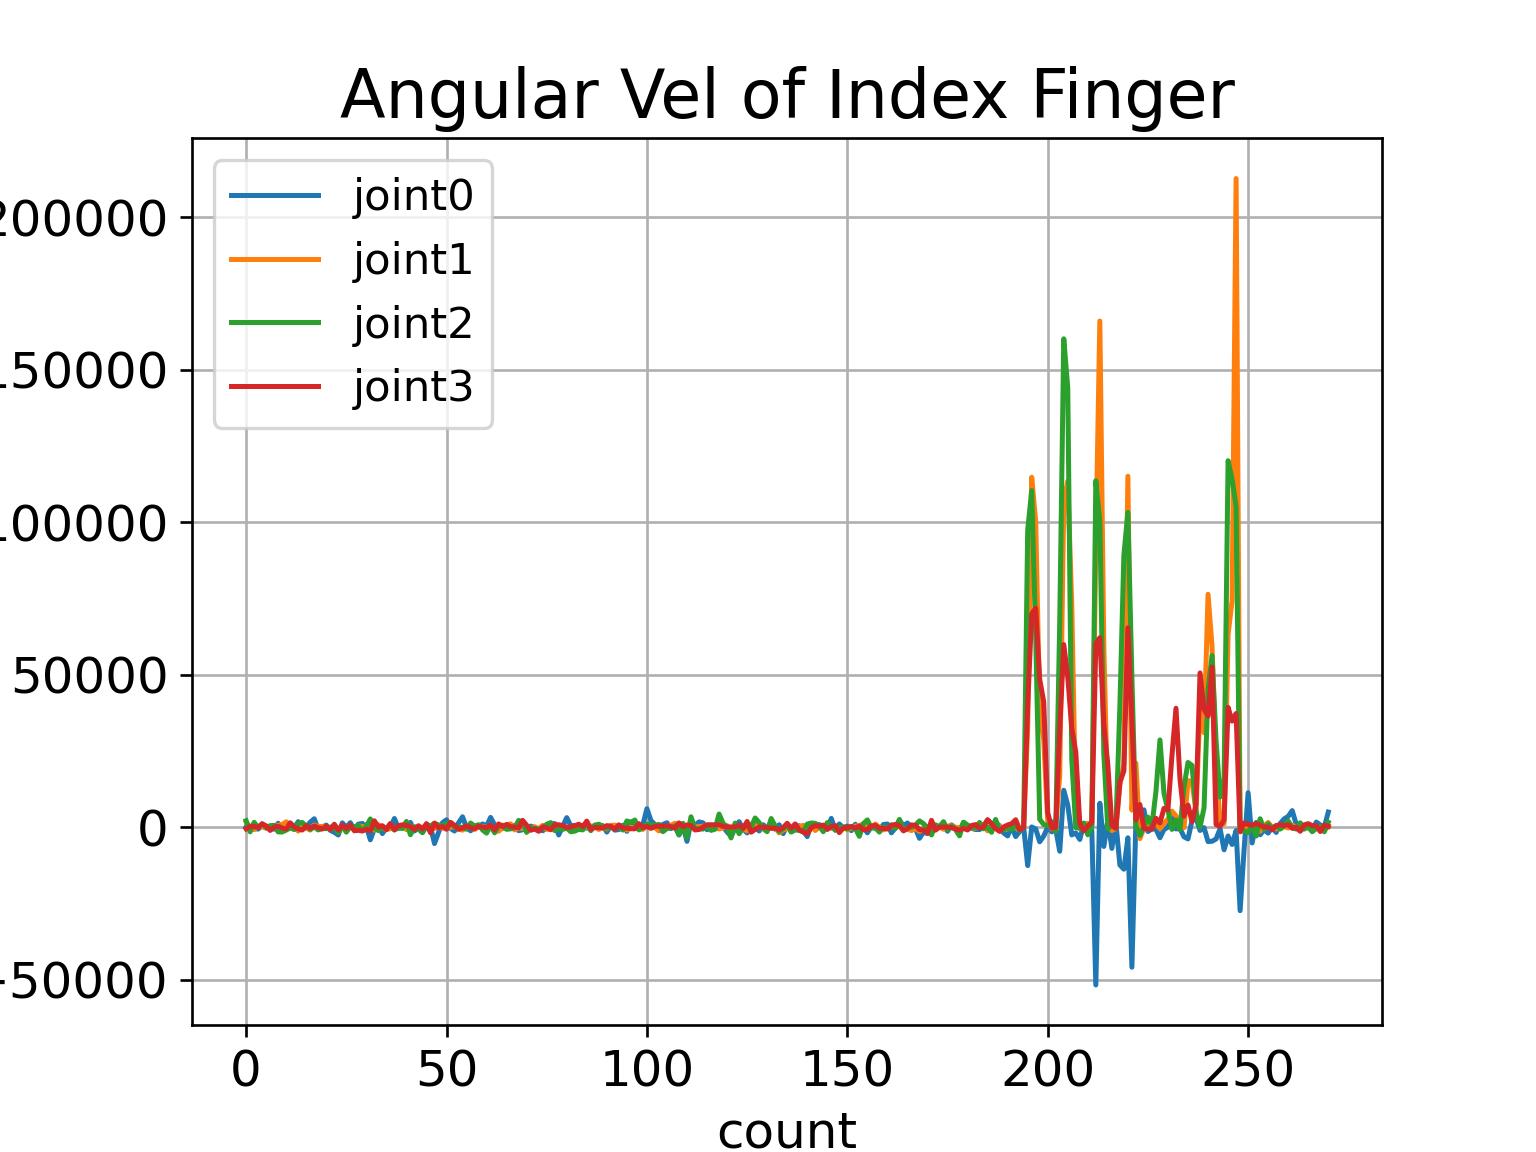 Angular Vel of Index Finger
joint0
joint1
joint2
joint3
200000
150000
100000
50000
0
-50000
0 50 100 150 200 250
count